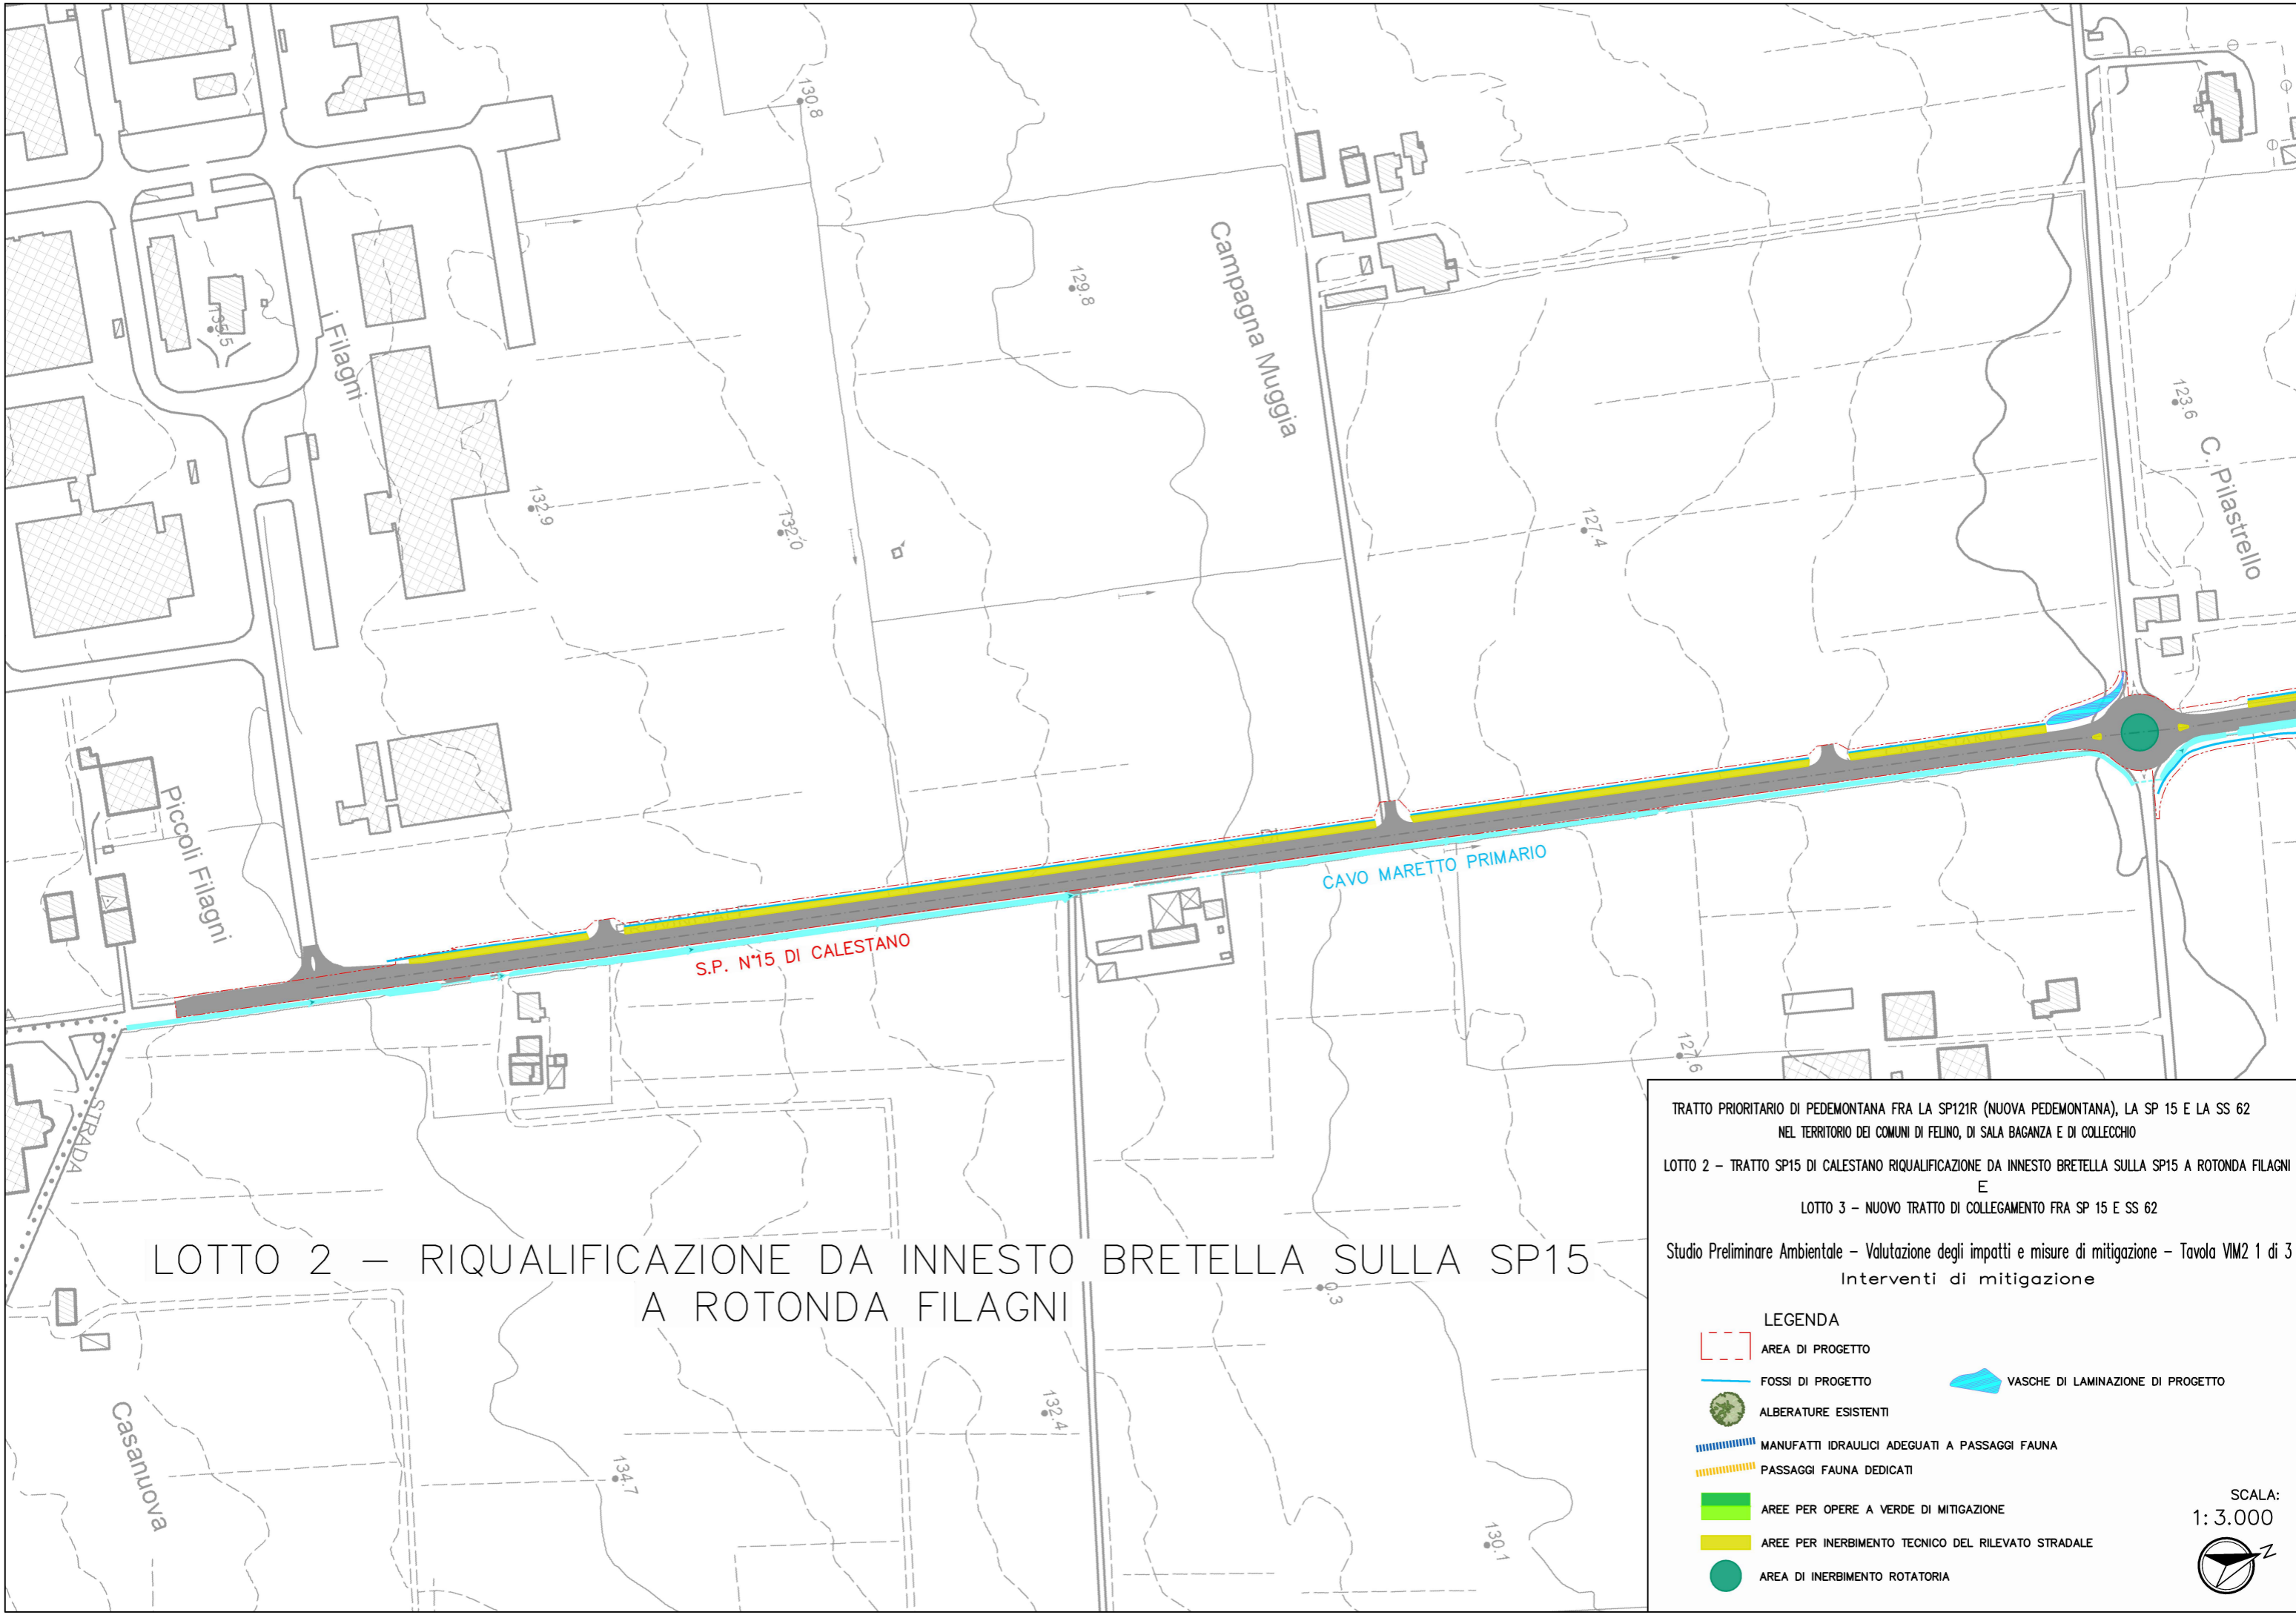 130.8
129.8
Campagna Muggia
135.5
i Filagni
123.6
C. Pilastrello
132.9
132.0
127.4
Piccoli Filagni
CAVO MARETTO PRIMARIO
S.P. N°15 DI CALESTANO
STRADA
127.6
LOTTO 2 – RIQUALIFICAZIONE DA INNESTO BRETELLA SULLA SP15
A ROTONDA FILAGNI
0.3
Casanuova
132.4
134.7
130.1
TRATTO PRIORITARIO DI PEDEMONTANA FRA LA SP121R (NUOVA PEDEMONTANA), LA SP 15 E LA SS 62
NEL TERRITORIO DEI COMUNI DI FELINO, DI SALA BAGANZA E DI COLLECCHIO
LOTTO 2 – TRATTO SP15 DI CALESTANO RIQUALIFICAZIONE DA INNESTO BRETELLA SULLA SP15 A ROTONDA FILAGNI
E
LOTTO 3 – NUOVO TRATTO DI COLLEGAMENTO FRA SP 15 E SS 62
Studio Preliminare Ambientale – Valutazione degli impatti e misure di mitigazione – Tavola VIM2 1 di 3
Interventi di mitigazione
LEGENDA
AREA DI PROGETTO
FOSSI DI PROGETTO
VASCHE DI LAMINAZIONE DI PROGETTO
ALBERATURE ESISTENTI
MANUFATTI IDRAULICI ADEGUATI A PASSAGGI FAUNA
PASSAGGI FAUNA DEDICATI
AREE PER OPERE A VERDE DI MITIGAZIONE
AREE PER INERBIMENTO TECNICO DEL RILEVATO STRADALE
AREA DI INERBIMENTO ROTATORIA
SCALA:
1:3.000
N